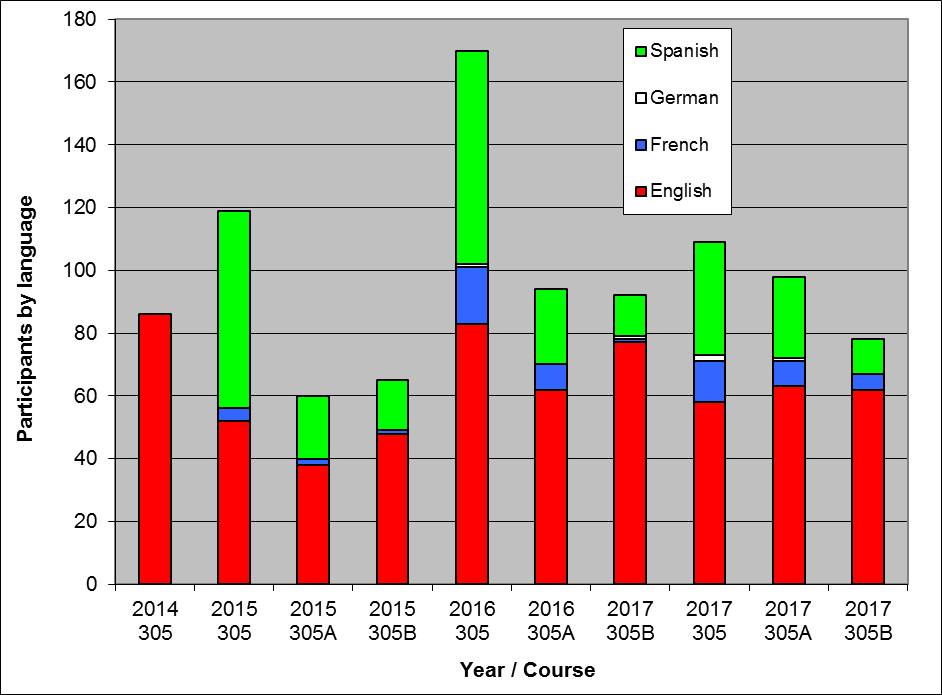 Participants by language
180
160
140
120
100
80
60
40
20
0
Spanish
German
French
English
2014 2015 2015 2015 2016 2016 2017 2017 2017 2017
305 305 305A 305B 305 305A 305B 305 305A 305B
Year / Course